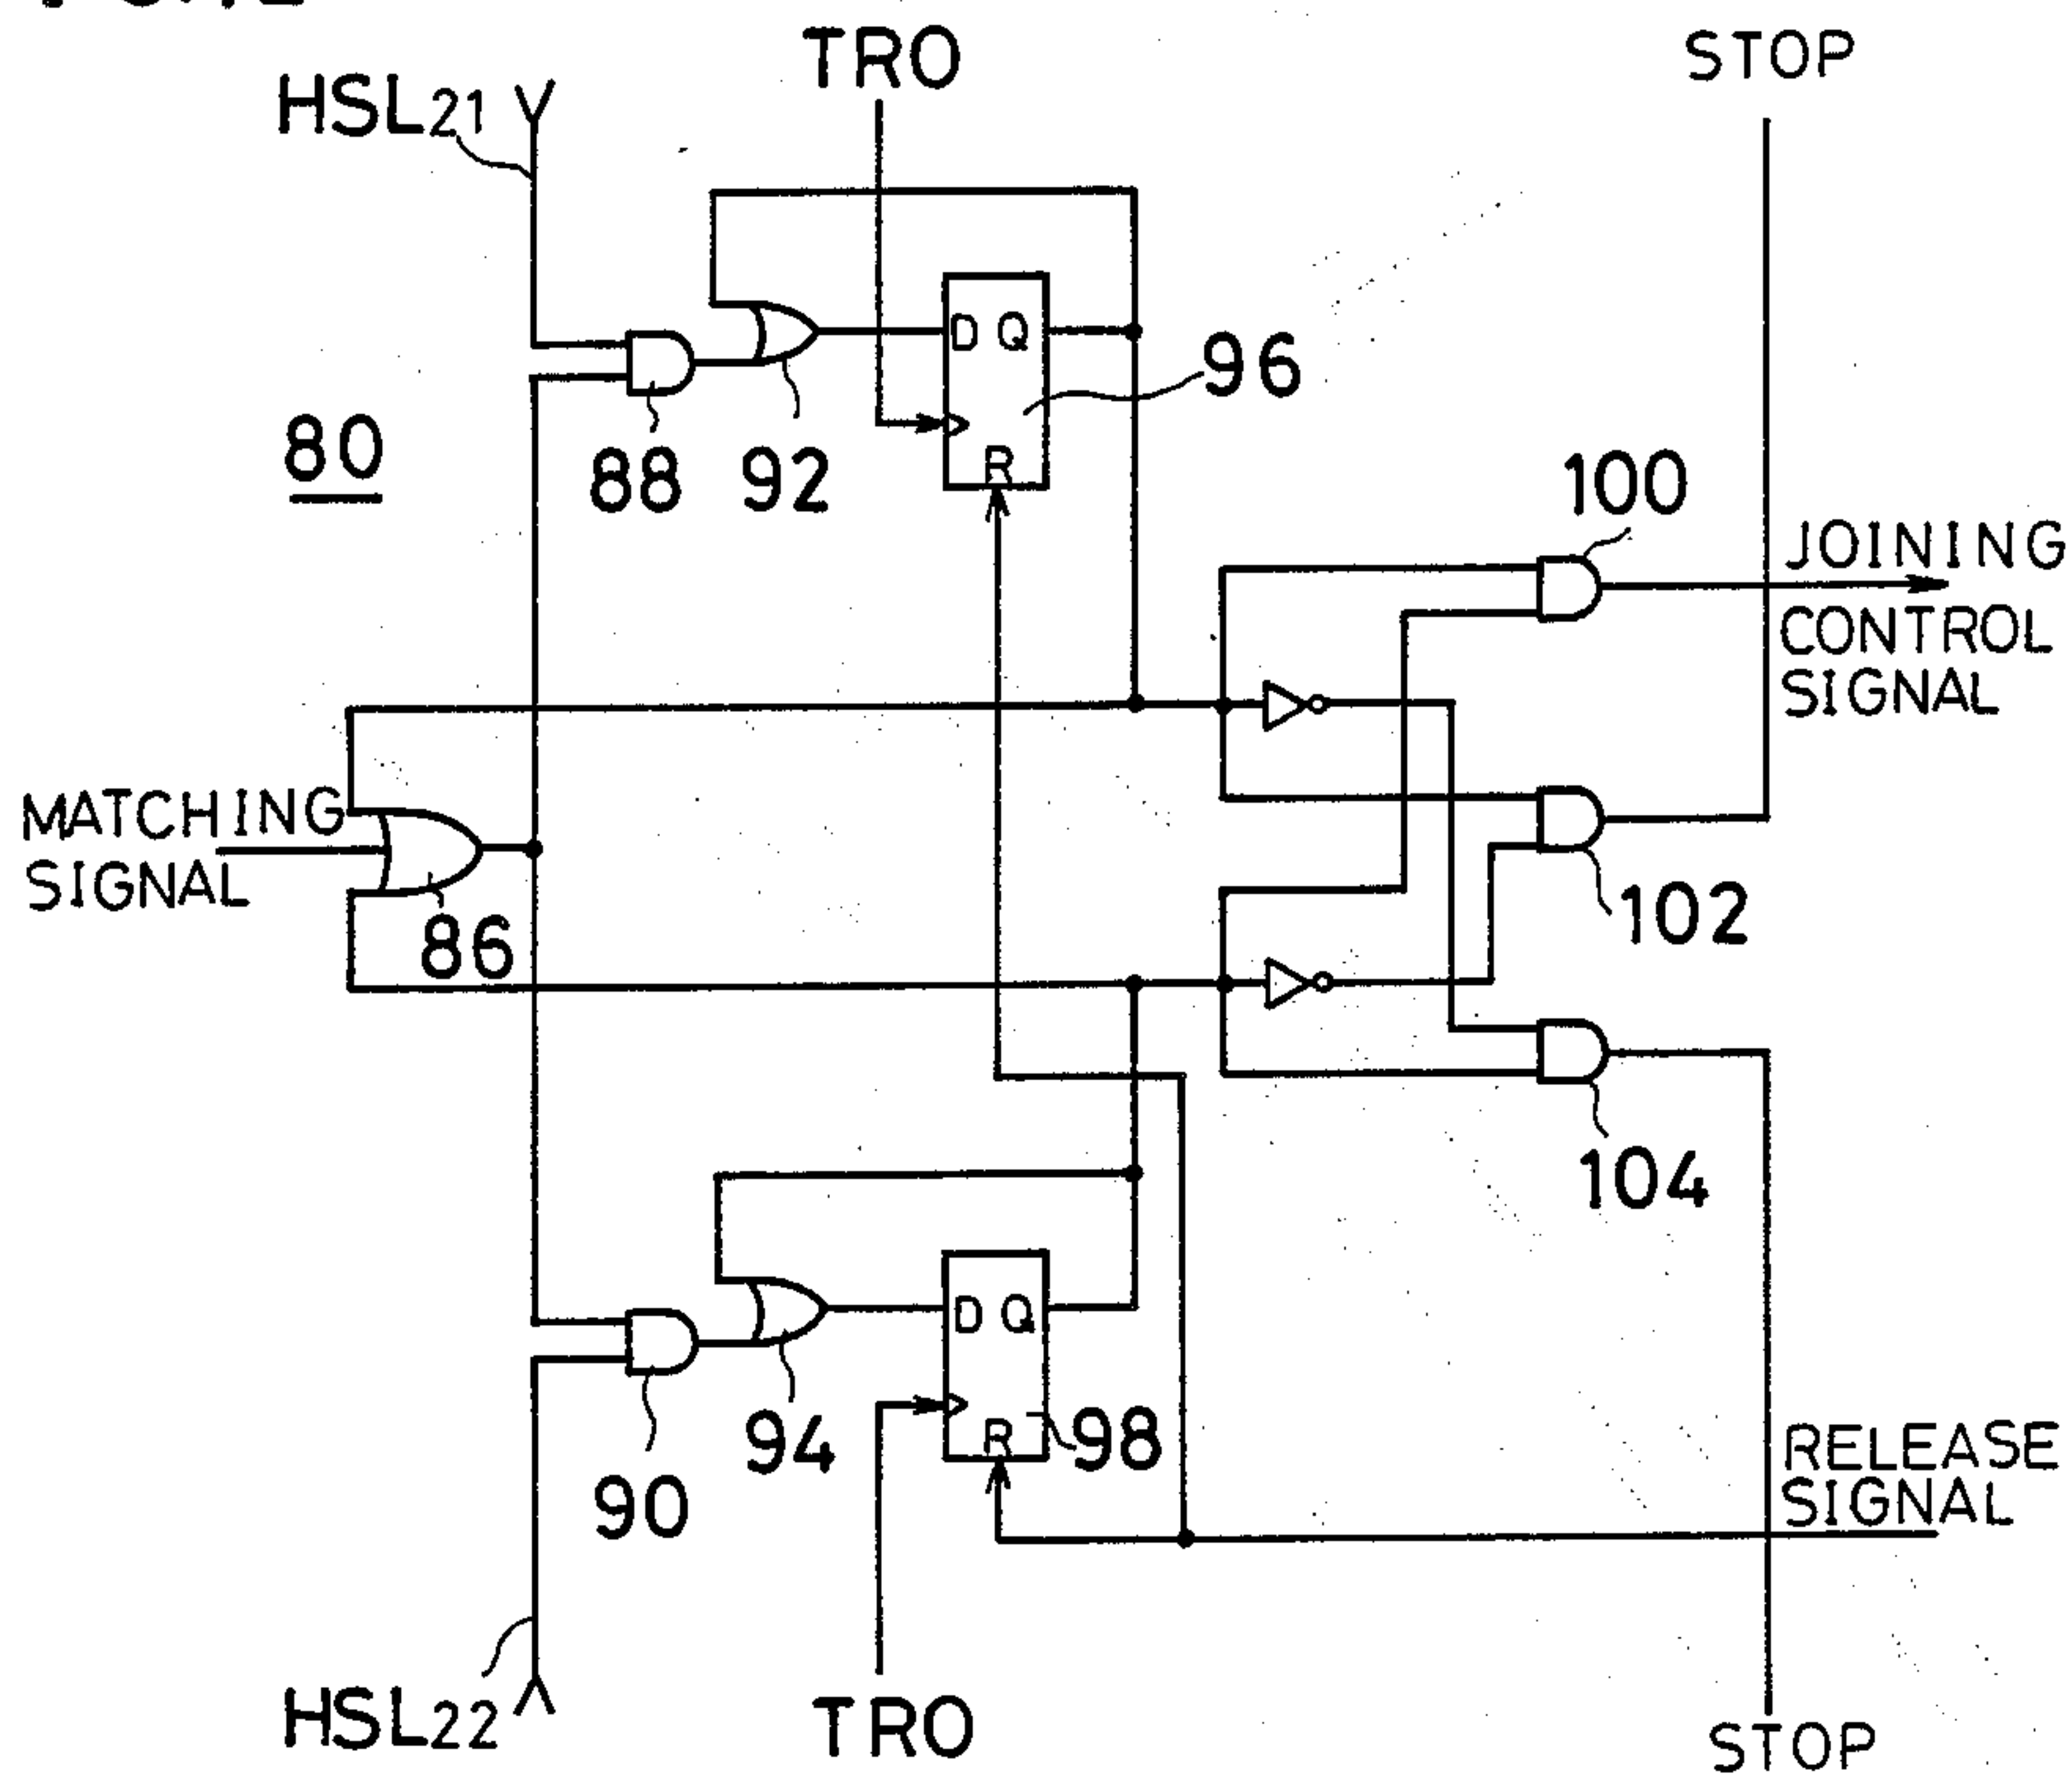 TRO
STOP
HSL21
96
80
88
92
100
JOINING
CONTROL
SIGNAL
D Q
R
MATCHING
SIGNAL
86
102
104
D Q
R
94
98
90
RELEASE
SIGNAL
HSL22
TRO
STOP